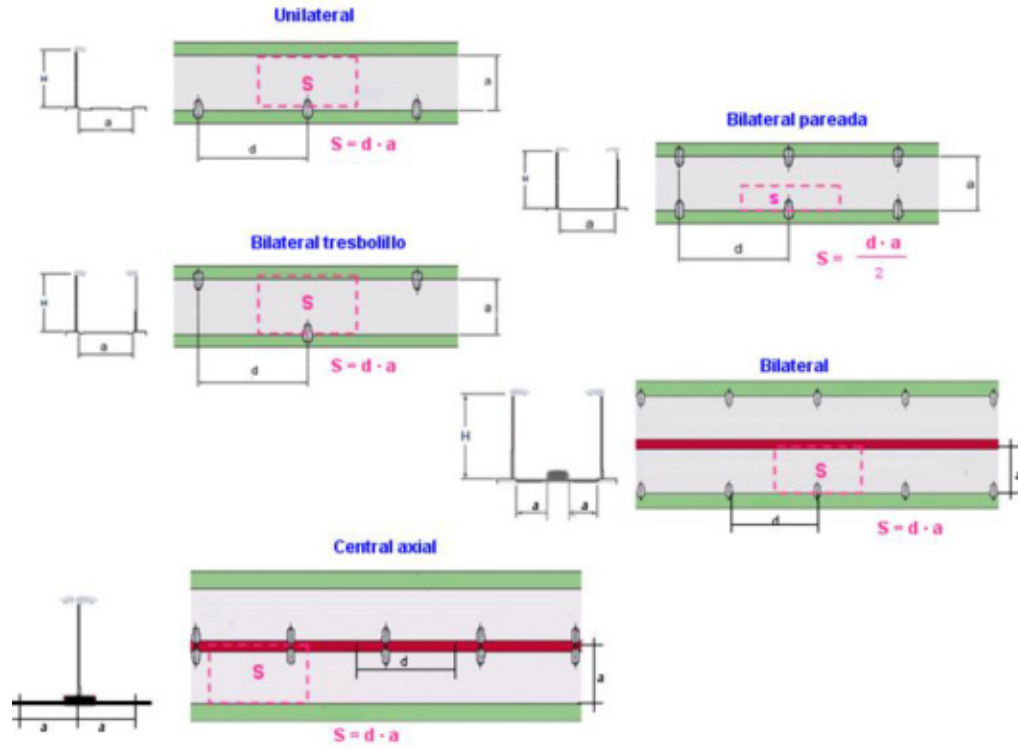 Unilateral
H
a
S
a
d
S = d · a
Bilateral pareada
H
a
s
a
d
S = d · a
2
Bilateral tresbolillo
H
a
S
a
d
S = d · a
Bilateral
H
a
a
S
a
d
S = d · a
Central axial
a
a
S
d
a
S = d · a